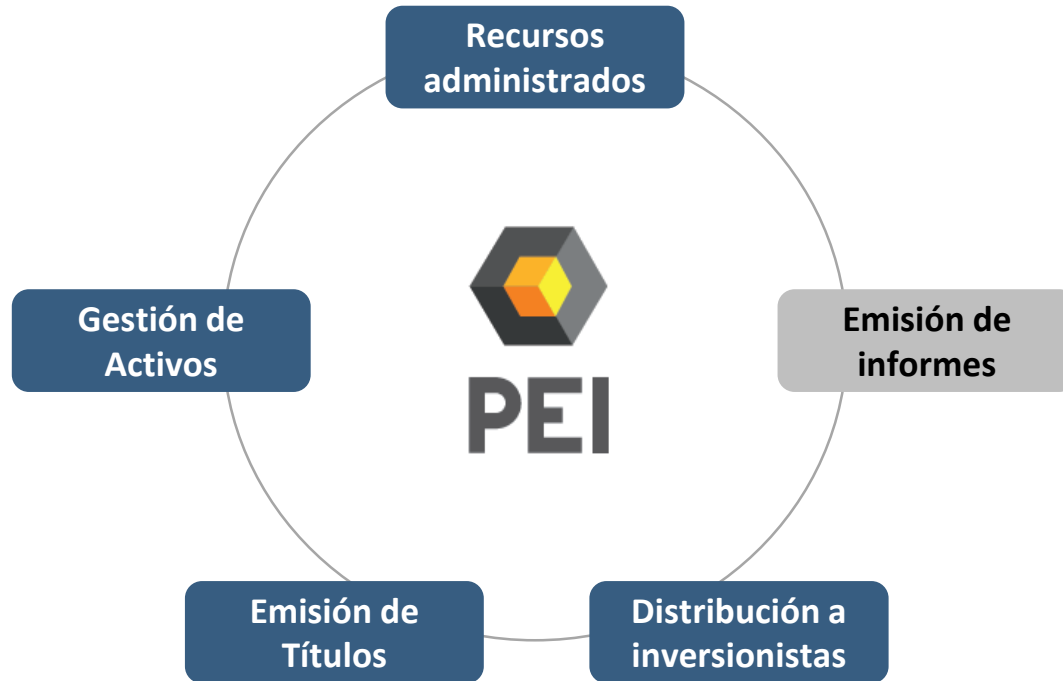 Recursos
administrados
Gestión de
Activos
Emisión de
informes
PEI
Emisión de
Títulos
Distribución a
inversionistas